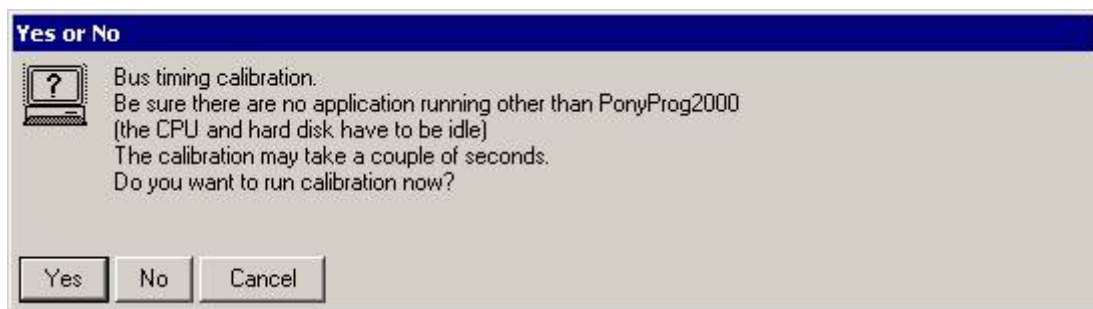 Yes or No
?
Bus timing calibration.
Be sure there are no application running other than PonyProg2000
(the CPU and hard disk have to be idle)
The calibration may take a couple of seconds.
Do you want to run calibration now?
Yes No Cancel